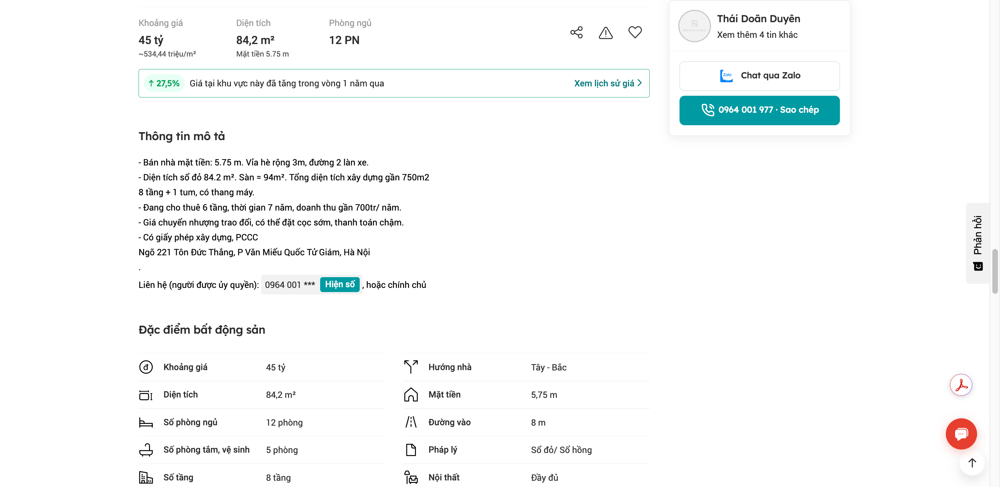 Khoảng giá
45 tỷ
~534,44 triệu/m²
Diện tích
84,2 m²
Mặt tiền 5.75 m
Phòng ngủ
12 PN
27,5%
Giá tại khu vực này đã tăng trong vòng 1 năm qua
Xem lịch sử giá
Thông tin mô tả
- Bán nhà mặt tiền: 5.75 m. Vỉa hè rộng 3m, đường 2 làn xe.
- Diện tích sổ đỏ 84.2 m². Sàn = 94m². Tổng diện tích xây dựng gần 750m2
8 tầng + 1 tum, có thang máy.
- Đang cho thuê 6 tầng, thời gian 7 năm, doanh thu gần 700tr/ năm.
- Giá chuyển nhượng trao đổi, có thể đặt cọc sớm, thanh toán chậm.
- Có giấy phép xây dựng, PCCC
Ngõ 221 Tôn Đức Thắng, P Văn Miếu Quốc Tử Giám, Hà Nội
.
Liên hệ (người được ủy quyền): 0964 001 *** Hiện số , hoặc chính chủ
Đặc điểm bất động sản
Khoảng giá 45 tỷ
Diện tích 84,2 m²
Số phòng ngủ 12 phòng
Số phòng tắm, vệ sinh 5 phòng
Số tầng 8 tầng
Hướng nhà Tây - Bắc
Mặt tiền 5,75 m
Đường vào 8 m
Pháp lý Sổ đỏ/ Sổ hồng
Nội thất Đầy đủ
Hình chưa tải được
Thái Doãn Duyên
Xem thêm 4 tin khác
Zalo Chat qua Zalo
0964 001 977 · Sao chép
Phản hồi